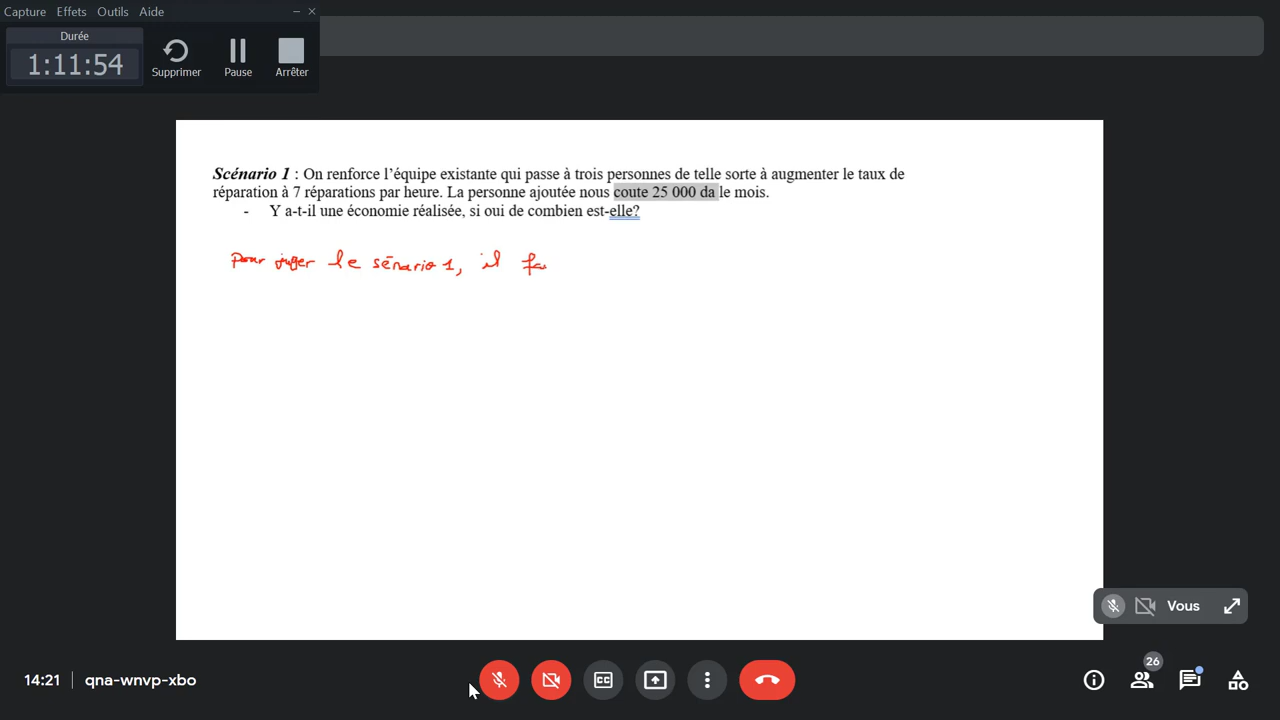 Capture Effets Outils Aide
Durée
1:11:54
Supprimer Pause Arrêter
Scénario 1 : On renforce l’équipe existante qui passe à trois personnes de telle sorte à augmenter le taux de
réparation à 7 réparations par heure. La personne ajoutée nous coute 25 000 da le mois.
- Y a-t-il une économie réalisée, si oui de combien est-elle?
Pour juger le sénario 1, il fa
Vous
14:21 qna-wnvp-xbo
26